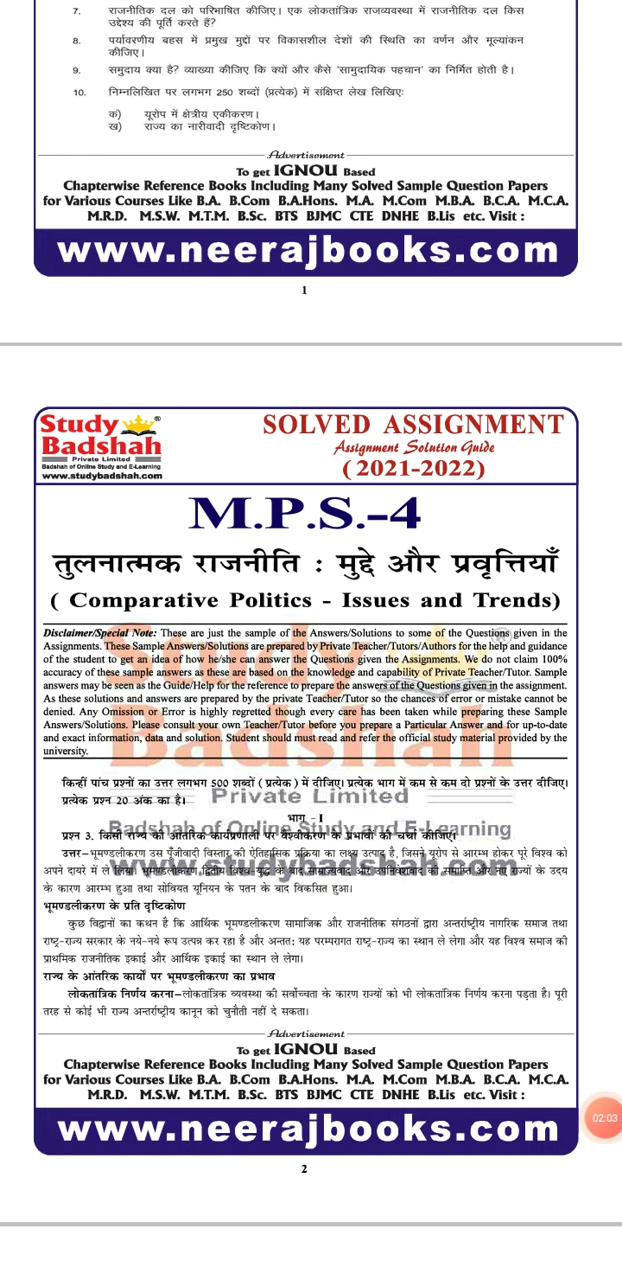 7. राजनीतिक दल को परिभाषित कीजिए। एक लोकतांत्रिक राजव्यवस्था में राजनीतिक दल किस
उद्देश्य की पूर्ति करते हैं?
8. पर्यावरणीय बहस में प्रमुख मुद्दों पर विकासशील देशों की स्थिति का वर्णन और मूल्यांकन
कीजिए।
9. समुदाय क्या है? व्याख्या कीजिए कि क्यों और कैसे 'सामुदायिक पहचान' का निर्मित होती है।
10. निम्नलिखित पर लगभग 250 शब्दों (प्रत्येक) में संक्षिप्त लेख लिखिएः
क) यूरोप में क्षेत्रीय एकीकरण।
ख) राज्य का नारीवादी दृष्टिकोण।
Advertisement
To get IGNOU Based
Chapterwise Reference Books Including Many Solved Sample Question Papers
for Various Courses Like B.A. B.Com B.A.Hons. M.A. M.Com M.B.A. B.C.A. M.C.A.
M.R.D. M.S.W. M.T.M. B.Sc. BTS BJMC CTE DNHE B.Lis etc. Visit :
www.neerajbooks.com
1
Study Badshah®
Private Limited
Badshah of Online Study and E-Learning
www.studybadshah.com
SOLVED ASSIGNMENT
Assignment Solution Guide
(2021-2022)
M.P.S.-4
तुलनात्मक राजनीति : मुद्दे और प्रवृत्तियाँ
( Comparative Politics - Issues and Trends)
Disclaimer/Special Note: These are just the sample of the Answers/Solutions to some of the Questions given in the
Assignments. These Sample Answers/Solutions are prepared by Private Teacher/Tutors/Authors for the help and guidance
of the student to get an idea of how he/she can answer the Questions given the Assignments. We do not claim 100%
accuracy of these sample answers as these are based on the knowledge and capability of Private Teacher/Tutor. Sample
answers may be seen as the Guide/Help for the reference to prepare the answers of the Questions given in the assignment.
As these solutions and answers are prepared by the private Teacher/Tutor so the chances of error or mistake cannot be
denied. Any Omission or Error is highly regretted though every care has been taken while preparing these Sample
Answers/Solutions. Please consult your own Teacher/Tutor before you prepare a Particular Answer and for up-to-date
and exact information, data and solution. Student should must read and refer the official study material provided by the
university.
Study Badshah®
Private Limited
Badshah of Online Study and E-Learning
www.studybadshah.com
किन्हीं पांच प्रश्नों का उत्तर लगभग 500 शब्दों ( प्रत्येक ) में दीजिए। प्रत्येक भाग में कम से कम दो प्रश्नों के उत्तर दीजिए।
प्रत्येक प्रश्न 20 अंक का है।
भाग - I
प्रश्न 3. किसी राज्य की आंतरिक कार्यप्रणाली पर वैश्वीकरण के प्रभावों की चर्चा कीजिए।
उत्तर–भूमण्डलीकरण उस पूँजीवादी विस्तार की ऐतिहासिक प्रक्रिया का लक्ष्य उत्पाद है, जिसने यूरोप से आरम्भ होकर पूरे विश्व को
अपने दायरे में ले लिया। भूमण्डलीकरण द्वितीय विश्व-युद्ध के बाद साम्राज्यवाद और उपनिवेशवाद की समाप्ति और नए राज्यों के उदय
के कारण आरम्भ हुआ तथा सोवियत यूनियन के पतन के बाद विकसित हुआ।
भूमण्डलीकरण के प्रति दृष्टिकोण
कुछ विद्वानों का कथन है कि आर्थिक भूमण्डलीकरण सामाजिक और राजनीतिक संगठनों द्वारा अन्तर्राष्ट्रीय नागरिक समाज तथा
राष्ट्र-राज्य सरकार के नये-नये रूप उत्पन्न कर रहा है और अन्ततः यह परम्परागत राष्ट्र-राज्य का स्थान ले लेगा और यह विश्व समाज की
प्राथमिक राजनीतिक इकाई और आर्थिक इकाई का स्थान ले लेगा।
राज्य के आंतरिक कार्यों पर भूमण्डलीकरण का प्रभाव
लोकतांत्रिक निर्णय करना–लोकतांत्रिक व्यवस्था की सर्वोच्चता के कारण राज्यों को भी लोकतांत्रिक निर्णय करना पड़ता है। पूरी
तरह से कोई भी राज्य अन्तर्राष्ट्रीय कानून को चुनौती नहीं दे सकता।
Advertisement
To get IGNOU Based
Chapterwise Reference Books Including Many Solved Sample Question Papers
for Various Courses Like B.A. B.Com B.A.Hons. M.A. M.Com M.B.A. B.C.A. M.C.A.
M.R.D. M.S.W. M.T.M. B.Sc. BTS BJMC CTE DNHE B.Lis etc. Visit :
02:03
www.neerajbooks.com
2